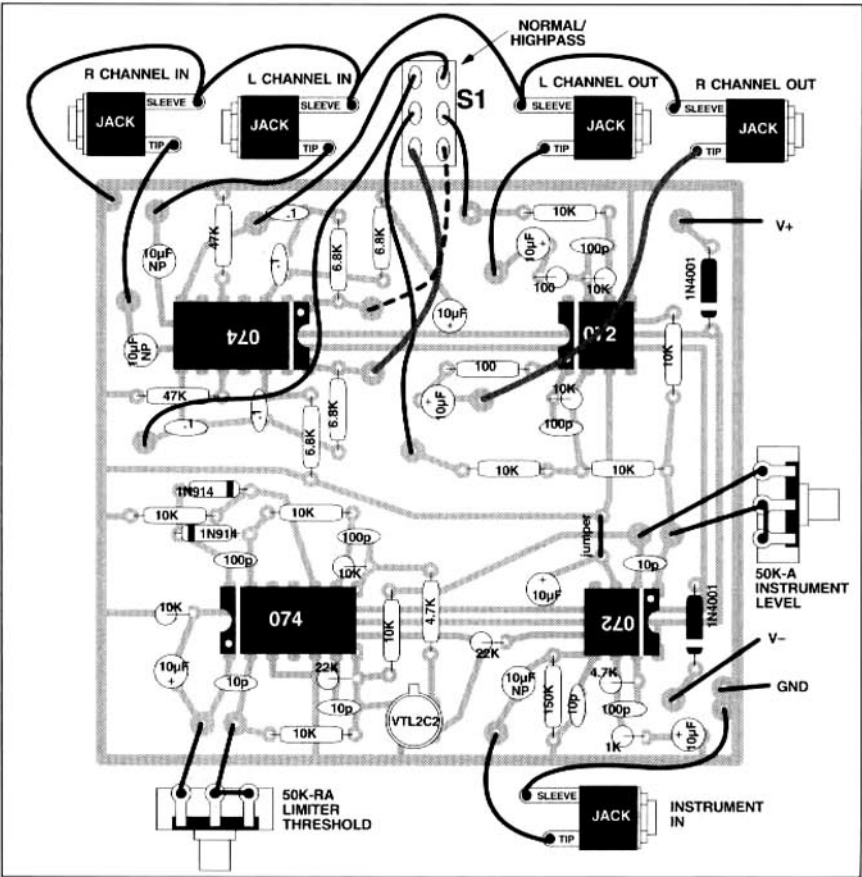 NORMAL/
HIGHPASS
R CHANNEL IN
L CHANNEL IN
S1
L CHANNEL OUT
R CHANNEL OUT
SLEEVE
SLEEVE
SLEEVE
SLEEVE
JACK
JACK
JACK
JACK
TIP
TIP
TIP
TIP
V+
47K
.1
6.8K
6.8K
10K
10µF
NP
.1
10µF
+
100p
100
10K
1N4001
074
10µF
+
072
10µF
NP
10K
100
47K
6.8K
+
10µF
10K
100p
.1
.1
6.8K
10K
10K
1N914
10K
10K
1N914
100p
100p
10K
jumper
10p
50K-A
INSTRUMENT
LEVEL
10K
074
10K
4.7K
+
10µF
072
1N4001
V−
22K
10µF
+
10p
22K
10µF
NP
4.7K
GND
10p
VTL2C2
150K
10p
100p
10K
1K
10µF
+
50K-RA
LIMITER
THRESHOLD
SLEEVE
JACK
INSTRUMENT
IN
TIP